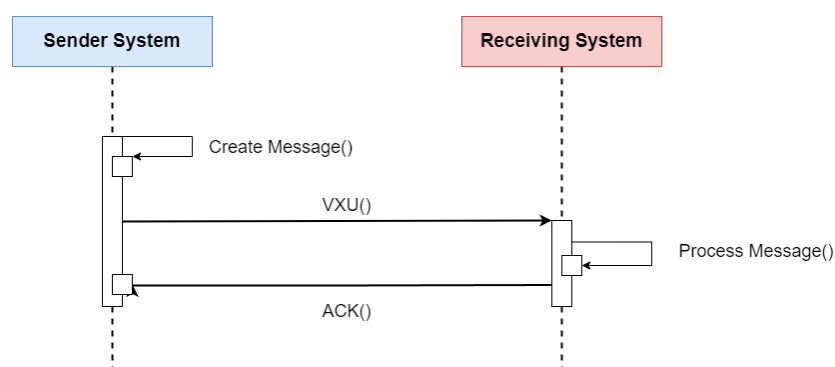 Sender System
Receiving System
Create Message()
VXU()
Process Message()
ACK()